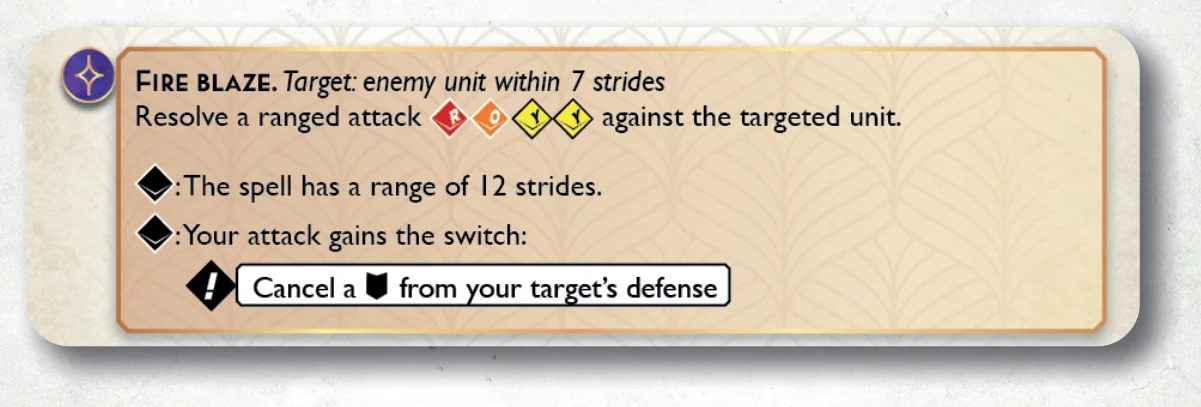 FIRE BLAZE. Target: enemy unit within 7 strides
Resolve a ranged attack R O Y Y against the targeted unit.
: The spell has a range of 12 strides.
: Your attack gains the switch:
! Cancel a from your target's defense